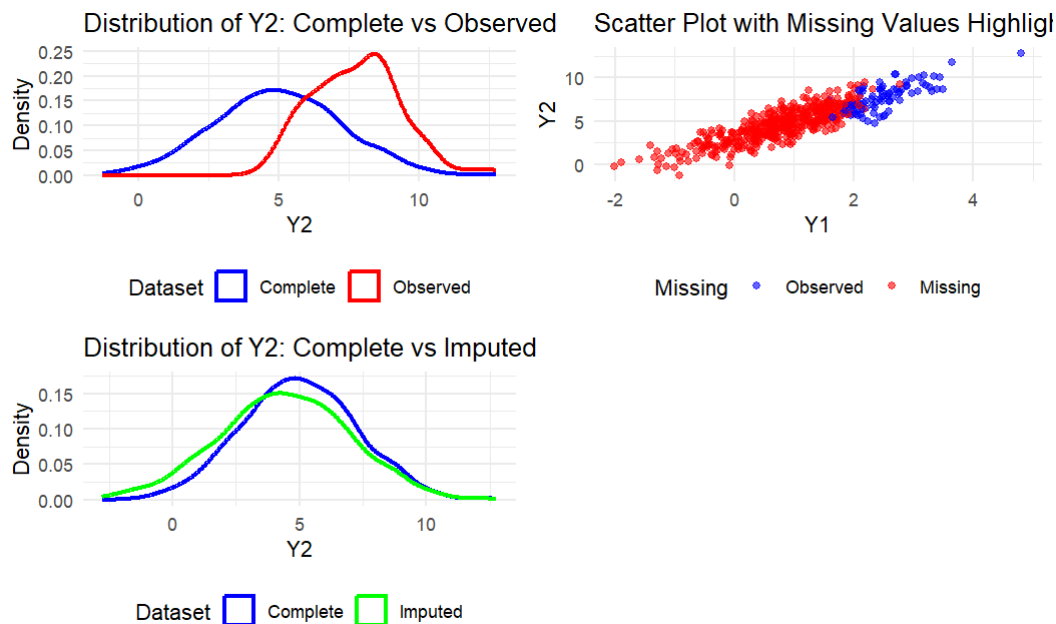 Distribution of Y2: Complete vs Observed
0.25
0.20
0.15
0.10
0.05
0.00
Density
0 5 10
Y2
Dataset Complete Observed
Scatter Plot with Missing Values Highligh
10
5
0
Y2
-2 0 2 4
Y1
Missing Observed Missing
Distribution of Y2: Complete vs Imputed
0.15
0.10
0.05
0.00
Density
0 5 10
Y2
Dataset Complete Imputed